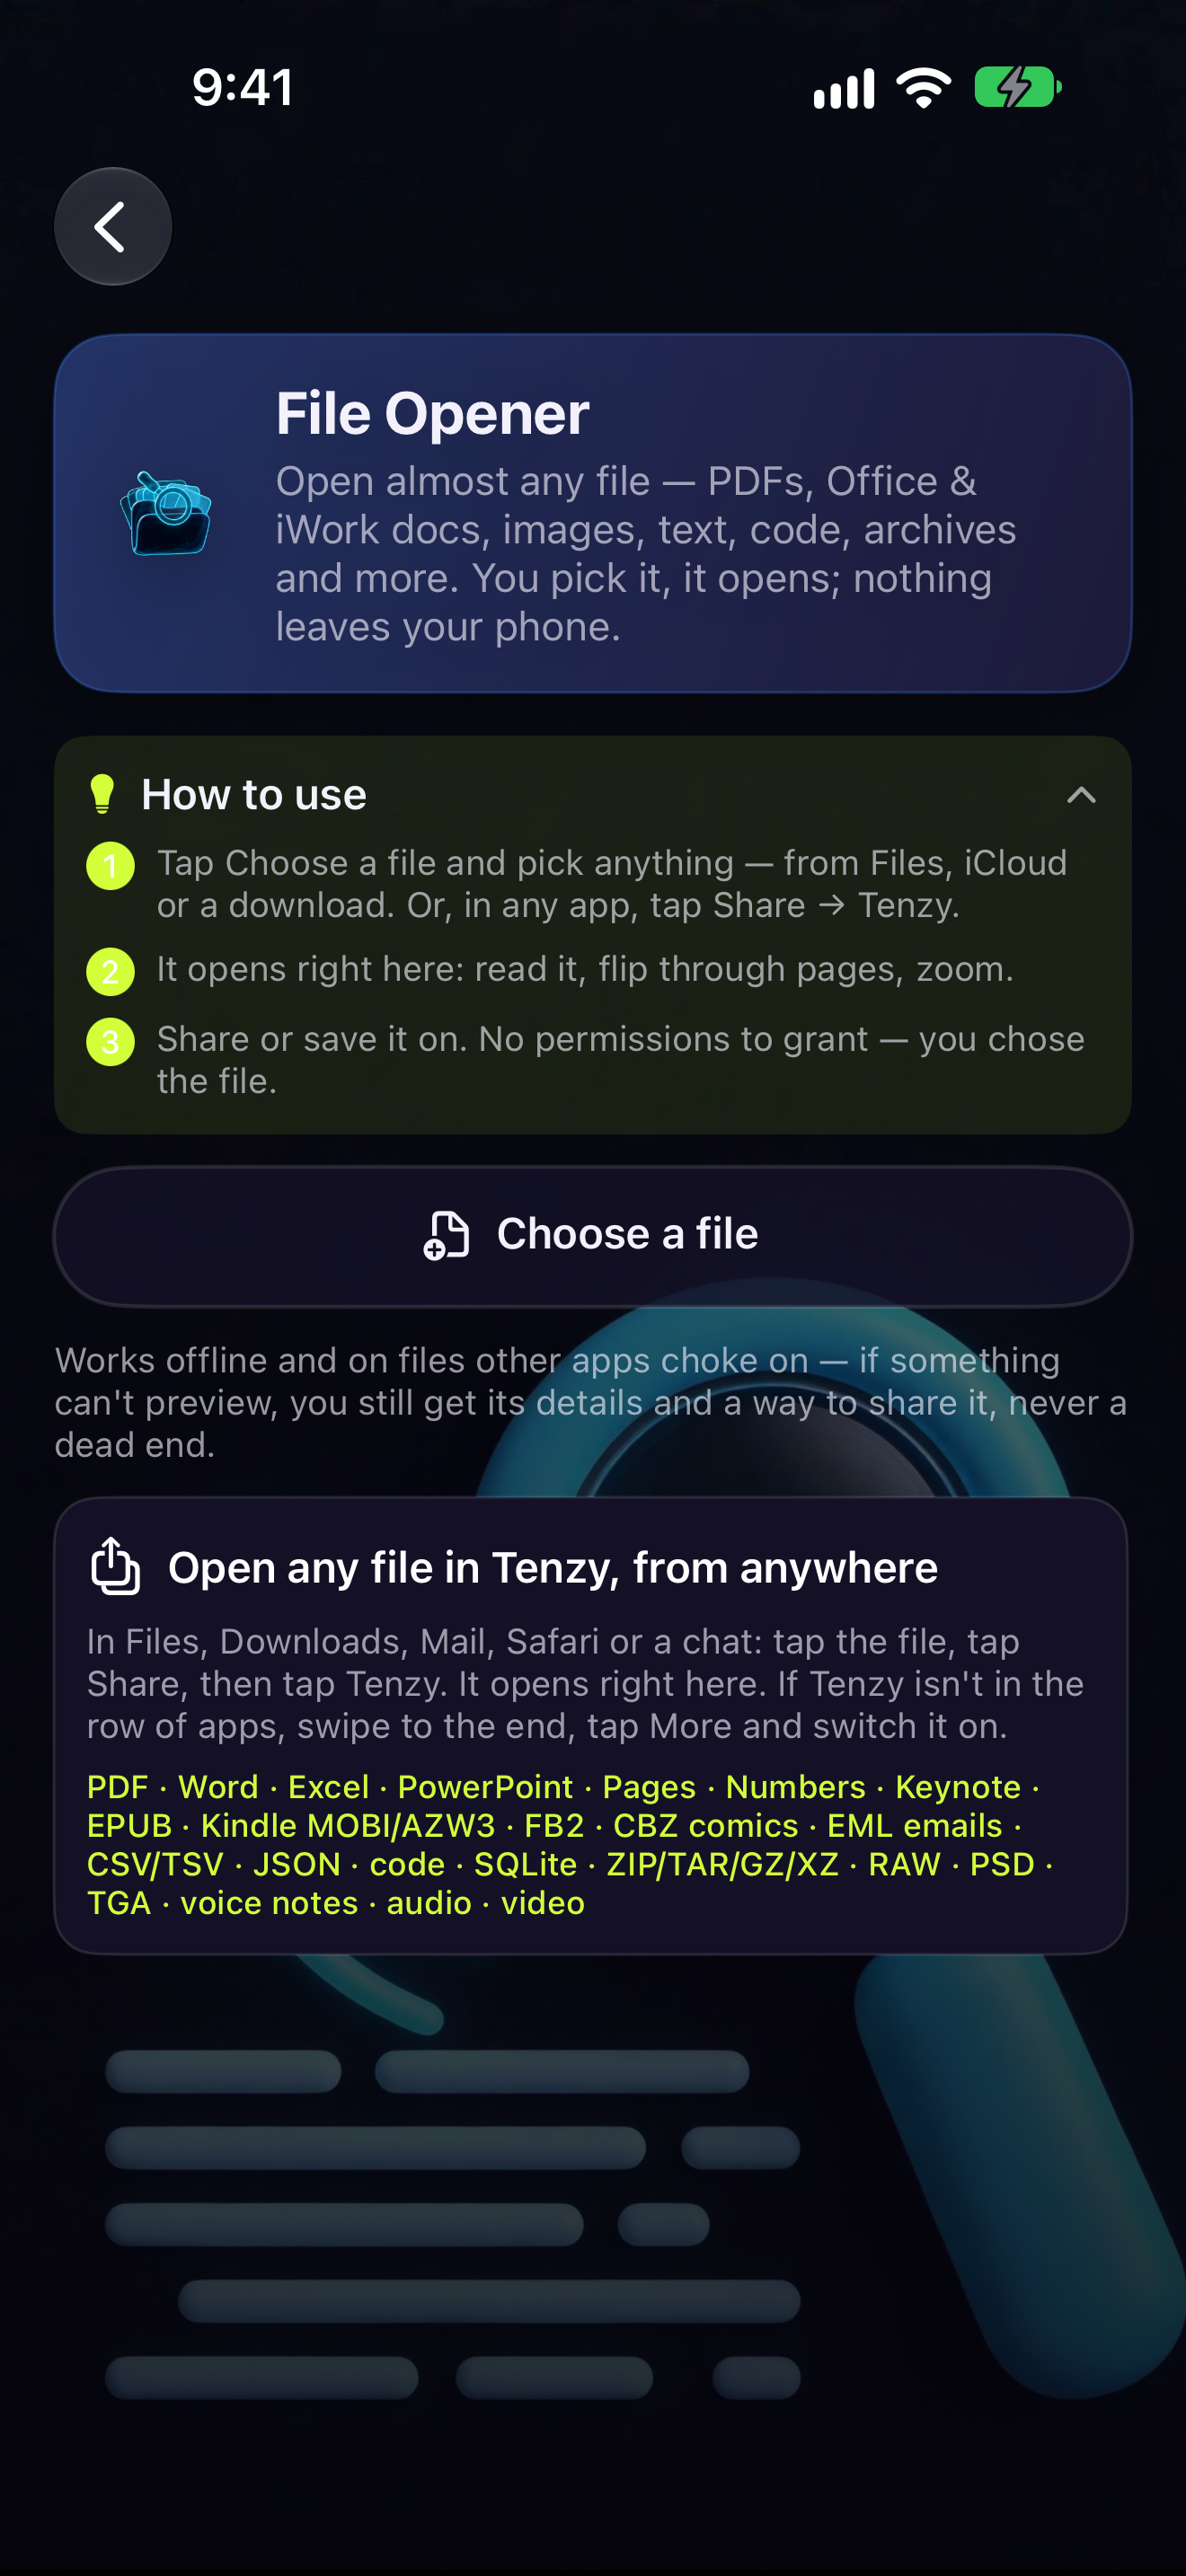 9:41
File Opener
Open almost any file — PDFs, Office &
iWork docs, images, text, code, archives
and more. You pick it, it opens; nothing
leaves your phone.
How to use
1 Tap Choose a file and pick anything — from Files, iCloud
or a download. Or, in any app, tap Share → Tenzy.
2 It opens right here: read it, flip through pages, zoom.
3 Share or save it on. No permissions to grant — you chose
the file.
Choose a file
Works offline and on files other apps choke on — if something
can't preview, you still get its details and a way to share it, never a
dead end.
Open any file in Tenzy, from anywhere
In Files, Downloads, Mail, Safari or a chat: tap the file, tap
Share, then tap Tenzy. It opens right here. If Tenzy isn't in the
row of apps, swipe to the end, tap More and switch it on.
PDF · Word · Excel · PowerPoint · Pages · Numbers · Keynote ·
EPUB · Kindle MOBI/AZW3 · FB2 · CBZ comics · EML emails ·
CSV/TSV · JSON · code · SQLite · ZIP/TAR/GZ/XZ · RAW · PSD ·
TGA · voice notes · audio · video